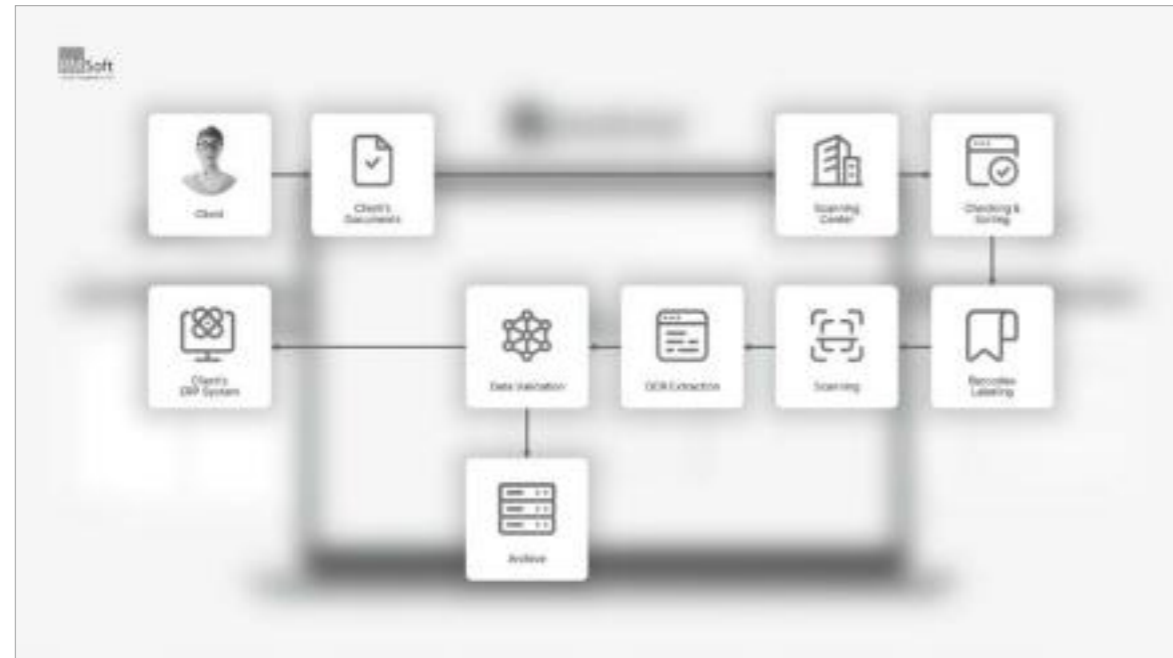 Soft
Client
Client's
Documents
Scanning
Center
Checking &
Sorting
Client's
ERP System
Data Validation
OCR Extraction
Scanning
Barcodes
Labeling
Archive